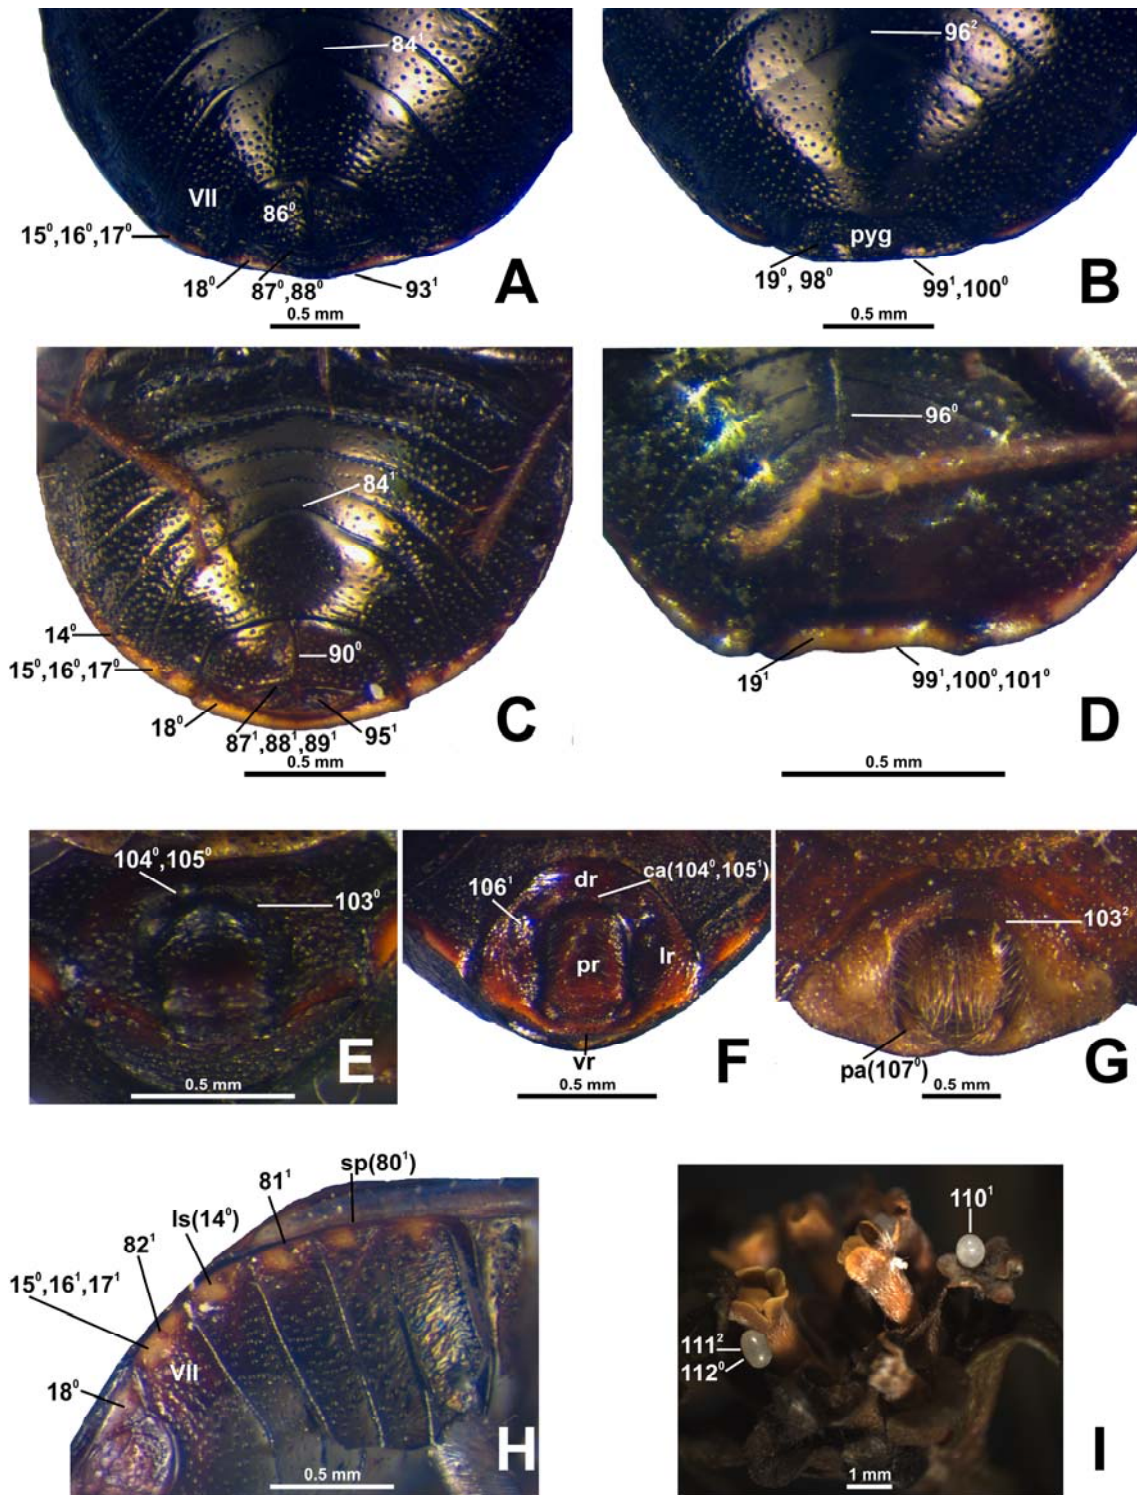 84¹
VII
86⁰
15⁰,16⁰,17⁰
18⁰
87⁰,88⁰
93¹
A
0.5 mm
96²
pyg
19⁰, 98⁰
99¹,100⁰
B
0.5 mm
84¹
14⁰
15⁰,16⁰,17⁰
90⁰
18⁰
87¹,88¹,89¹
95¹
C
0.5 mm
96⁰
19¹
99¹,100⁰,101⁰
D
0.5 mm
104⁰,105⁰
103⁰
E
0.5 mm
dr
ca(104⁰,105¹)
106¹
pr
lr
vr
F
0.5 mm
103²
pa(107⁰)
G
0.5 mm
sp(80¹)
81¹
ls(14⁰)
82¹
15⁰,16¹,17¹
VII
18⁰
H
0.5 mm
110¹
111²
112⁰
I
1 mm